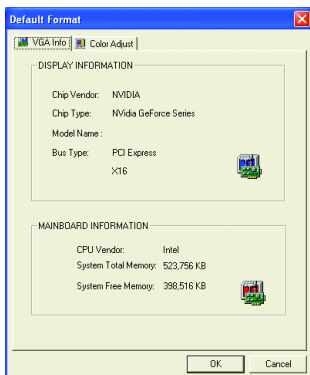 Default Format
VGA Info Color Adjust
DISPLAY INFORMATION
Chip Vendor: NVIDIA
Chip Type: NVidia GeForce Series
Model Name :
Bus Type: PCI Express
X16
MAINBOARD INFORMATION
CPU Vendor: Intel
System Total Memory: 523,756 KB
System Free Memory: 398,516 KB
OK Cancel